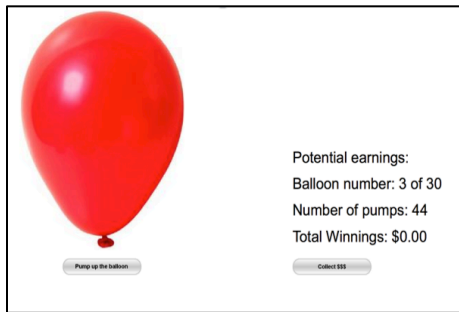 Potential earnings:
Balloon number: 3 of 30
Number of pumps: 44
Total Winnings: $0.00
Pump up the balloon
Collect $$$